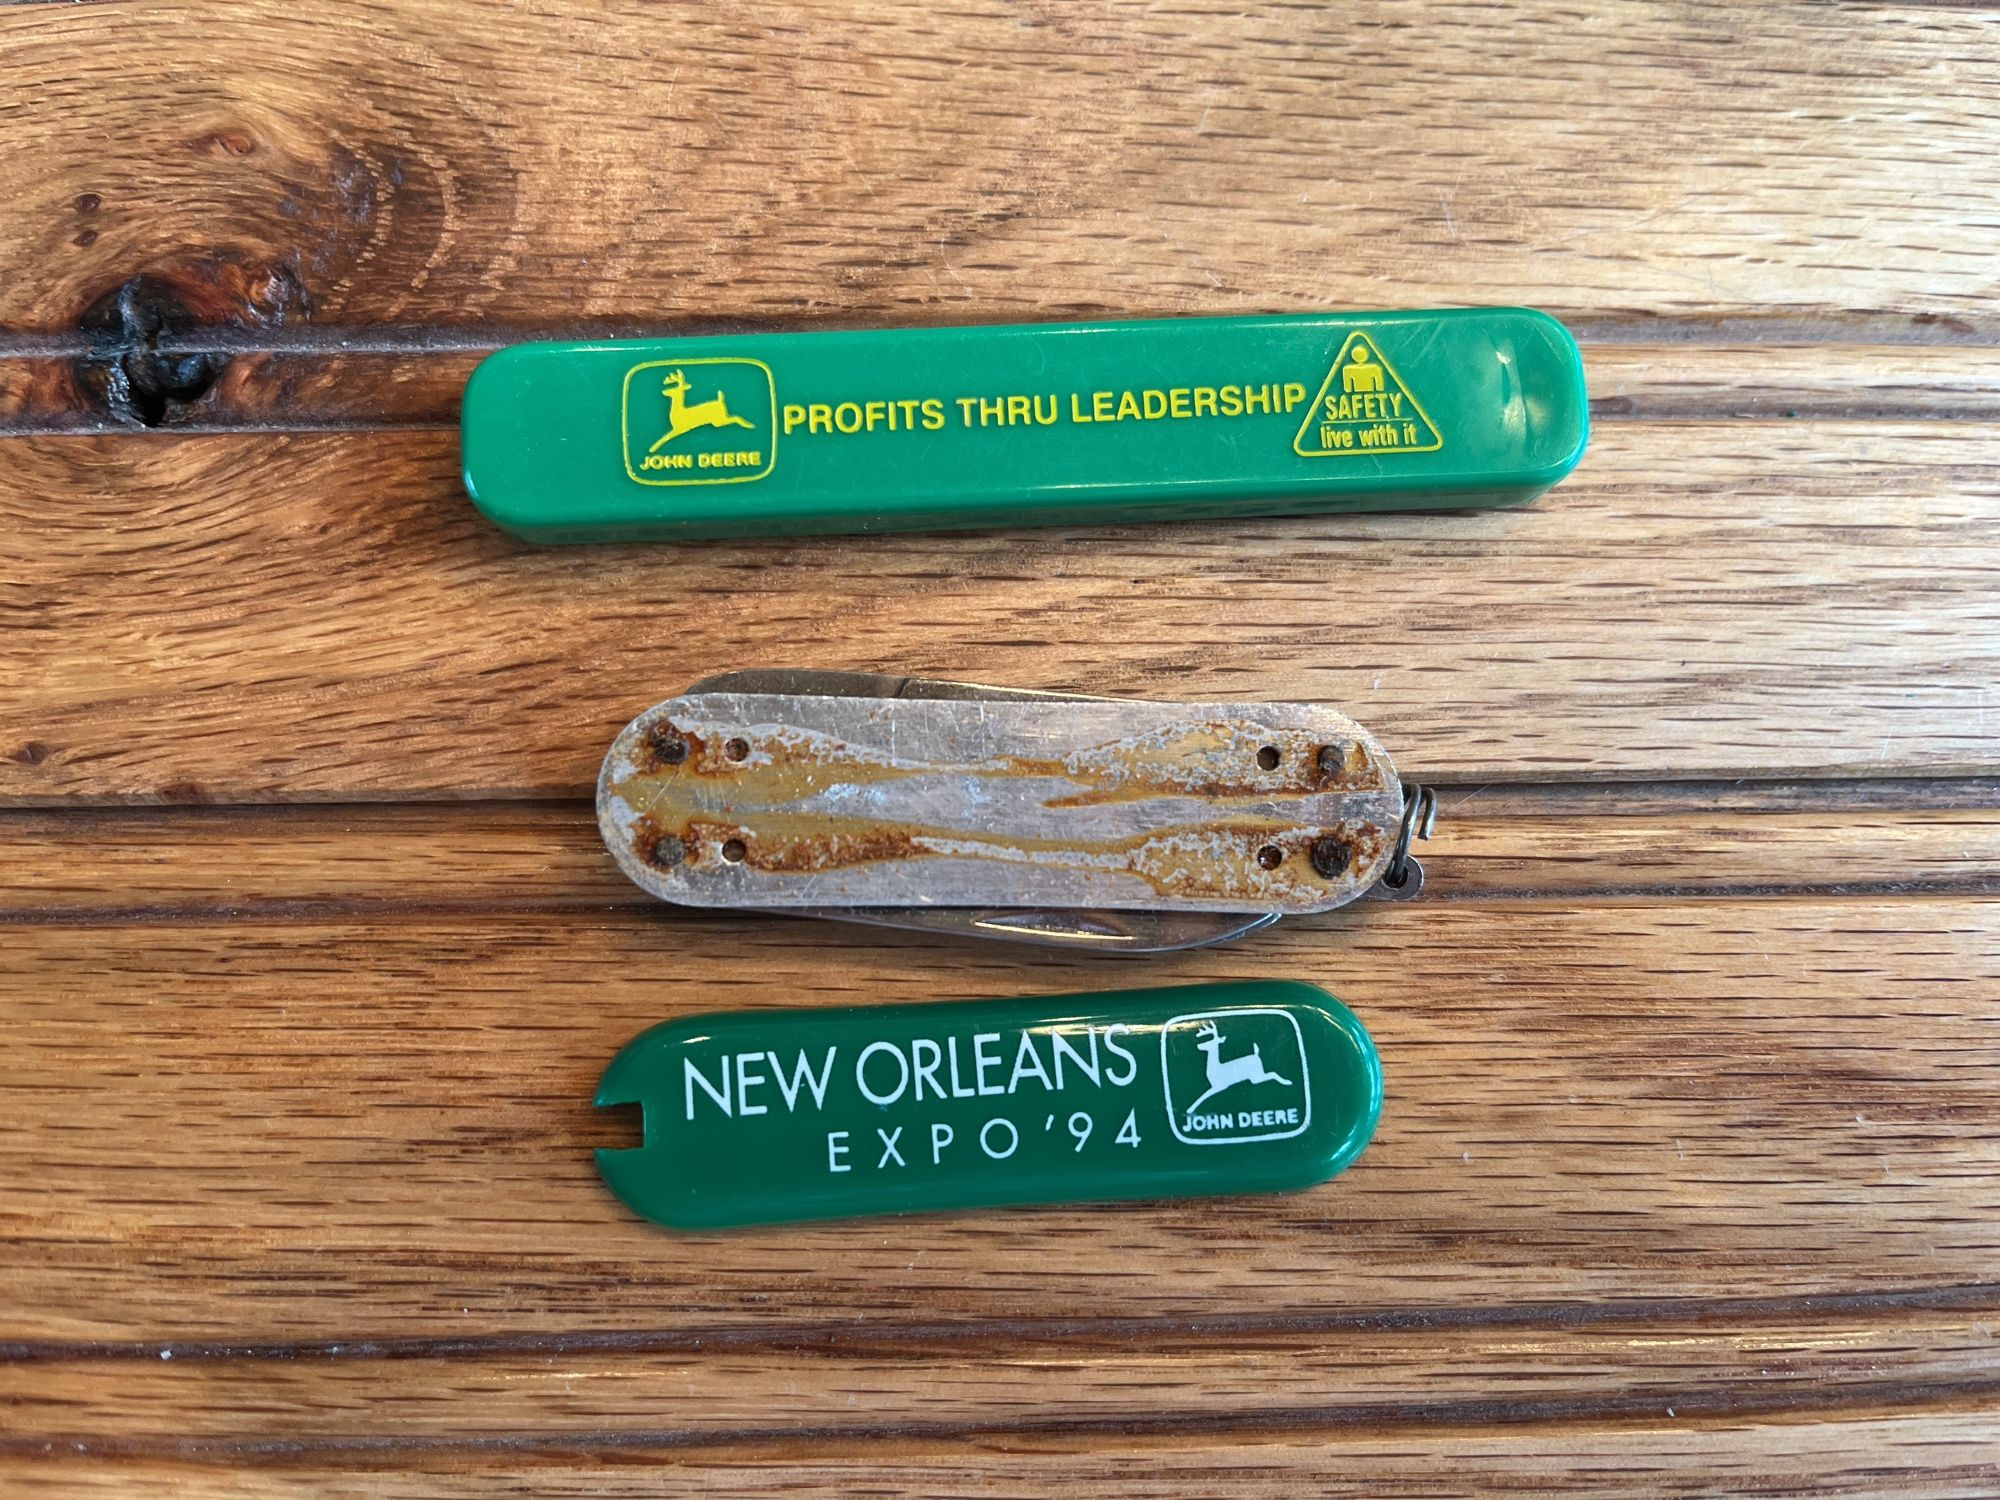 JOHN DEERE
PROFITS THRU LEADERSHIP
SAFETY
live with it
NEW ORLEANS
EXPO '94
JOHN DEERE